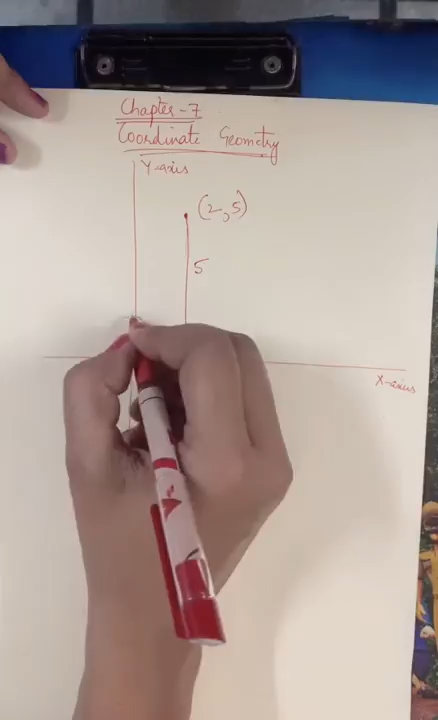 Chapter - 7
Coordinate Geometry
Y-axis
(2,5)
5
X-axis